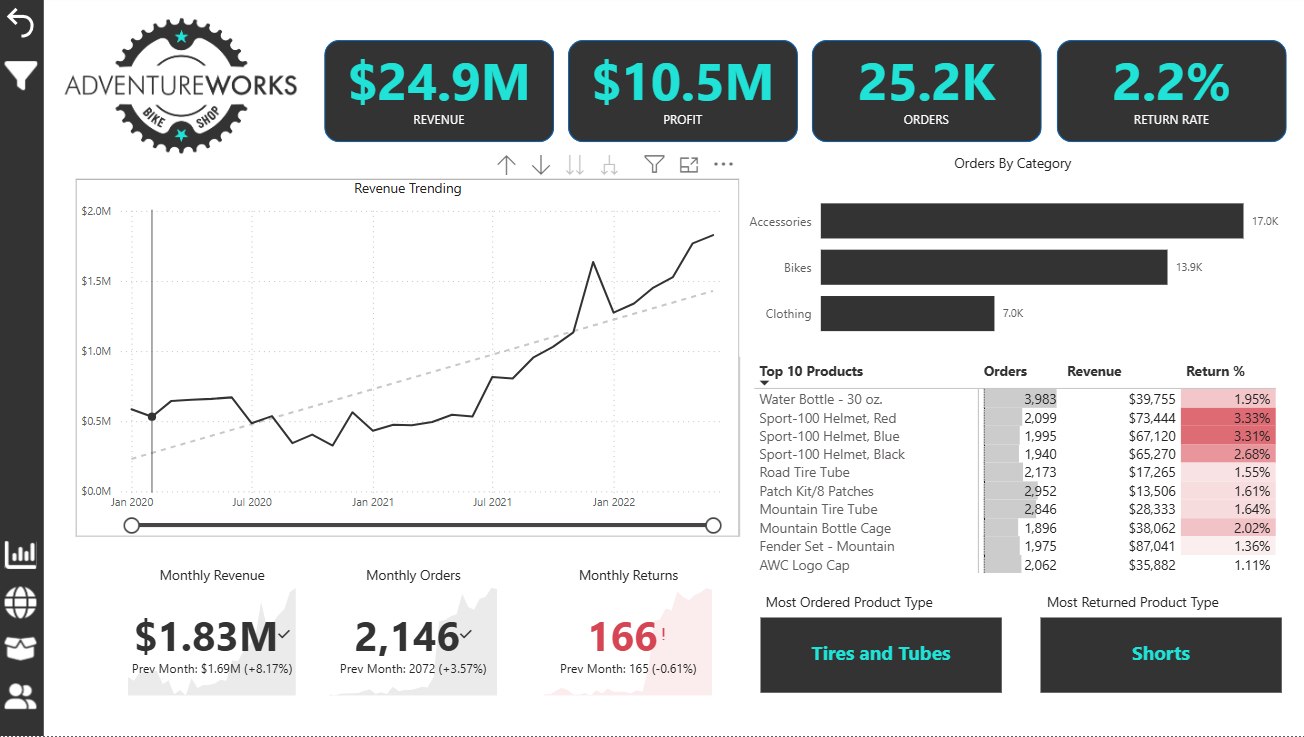 ADVENTUREWORKS
BIKE SHOP
$24.9M
REVENUE
$10.5M
PROFIT
25.2K
ORDERS
2.2%
RETURN RATE
Revenue Trending
$2.0M
$1.5M
$1.0M
$0.5M
$0.0M
Jan 2020 Jul 2020 Jan 2021 Jul 2021 Jan 2022
Orders By Category
Accessories 17.0K
Bikes 13.9K
Clothing 7.0K
Top 10 Products Orders Revenue Return %
Water Bottle - 30 oz. 3,983 $39,755 1.95%
Sport-100 Helmet, Red 2,099 $73,444 3.33%
Sport-100 Helmet, Blue 1,995 $67,120 3.31%
Sport-100 Helmet, Black 1,940 $65,270 2.68%
Road Tire Tube 2,173 $17,265 1.55%
Patch Kit/8 Patches 2,952 $13,506 1.61%
Mountain Tire Tube 2,846 $28,333 1.64%
Mountain Bottle Cage 1,896 $38,062 2.02%
Fender Set - Mountain 1,975 $87,041 1.36%
AWC Logo Cap 2,062 $35,882 1.11%
Monthly Revenue
$1.83M✓
Prev Month: $1.69M (+8.17%)
Monthly Orders
2,146✓
Prev Month: 2072 (+3.57%)
Monthly Returns
166!
Prev Month: 165 (-0.61%)
Most Ordered Product Type
Tires and Tubes
Most Returned Product Type
Shorts